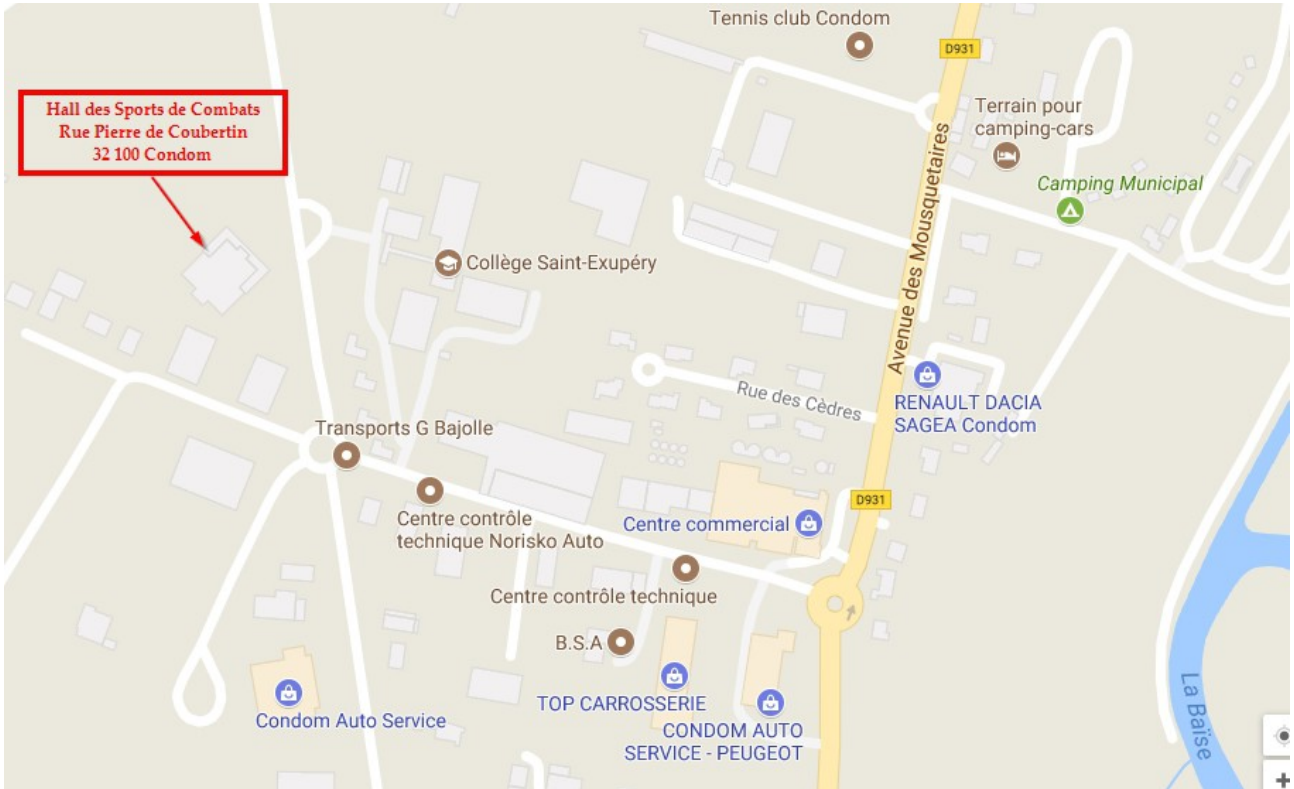 Tennis club Condom
D931
Hall des Sports de Combats
Rue Pierre de Coubertin
32 100 Condom
Terrain pour
camping-cars
Avenue des Mousquetaires
Camping Municipal
Collège Saint-Exupéry
Rue des Cèdres
RENAULT DACIA
SAGEA Condom
Transports G Bajolle
D931
Centre contrôle
technique Norisko Auto
Centre commercial
Centre contrôle technique
B.S.A
La Baïse
TOP CARROSSERIE
Condom Auto Service
CONDOM AUTO
SERVICE - PEUGEOT